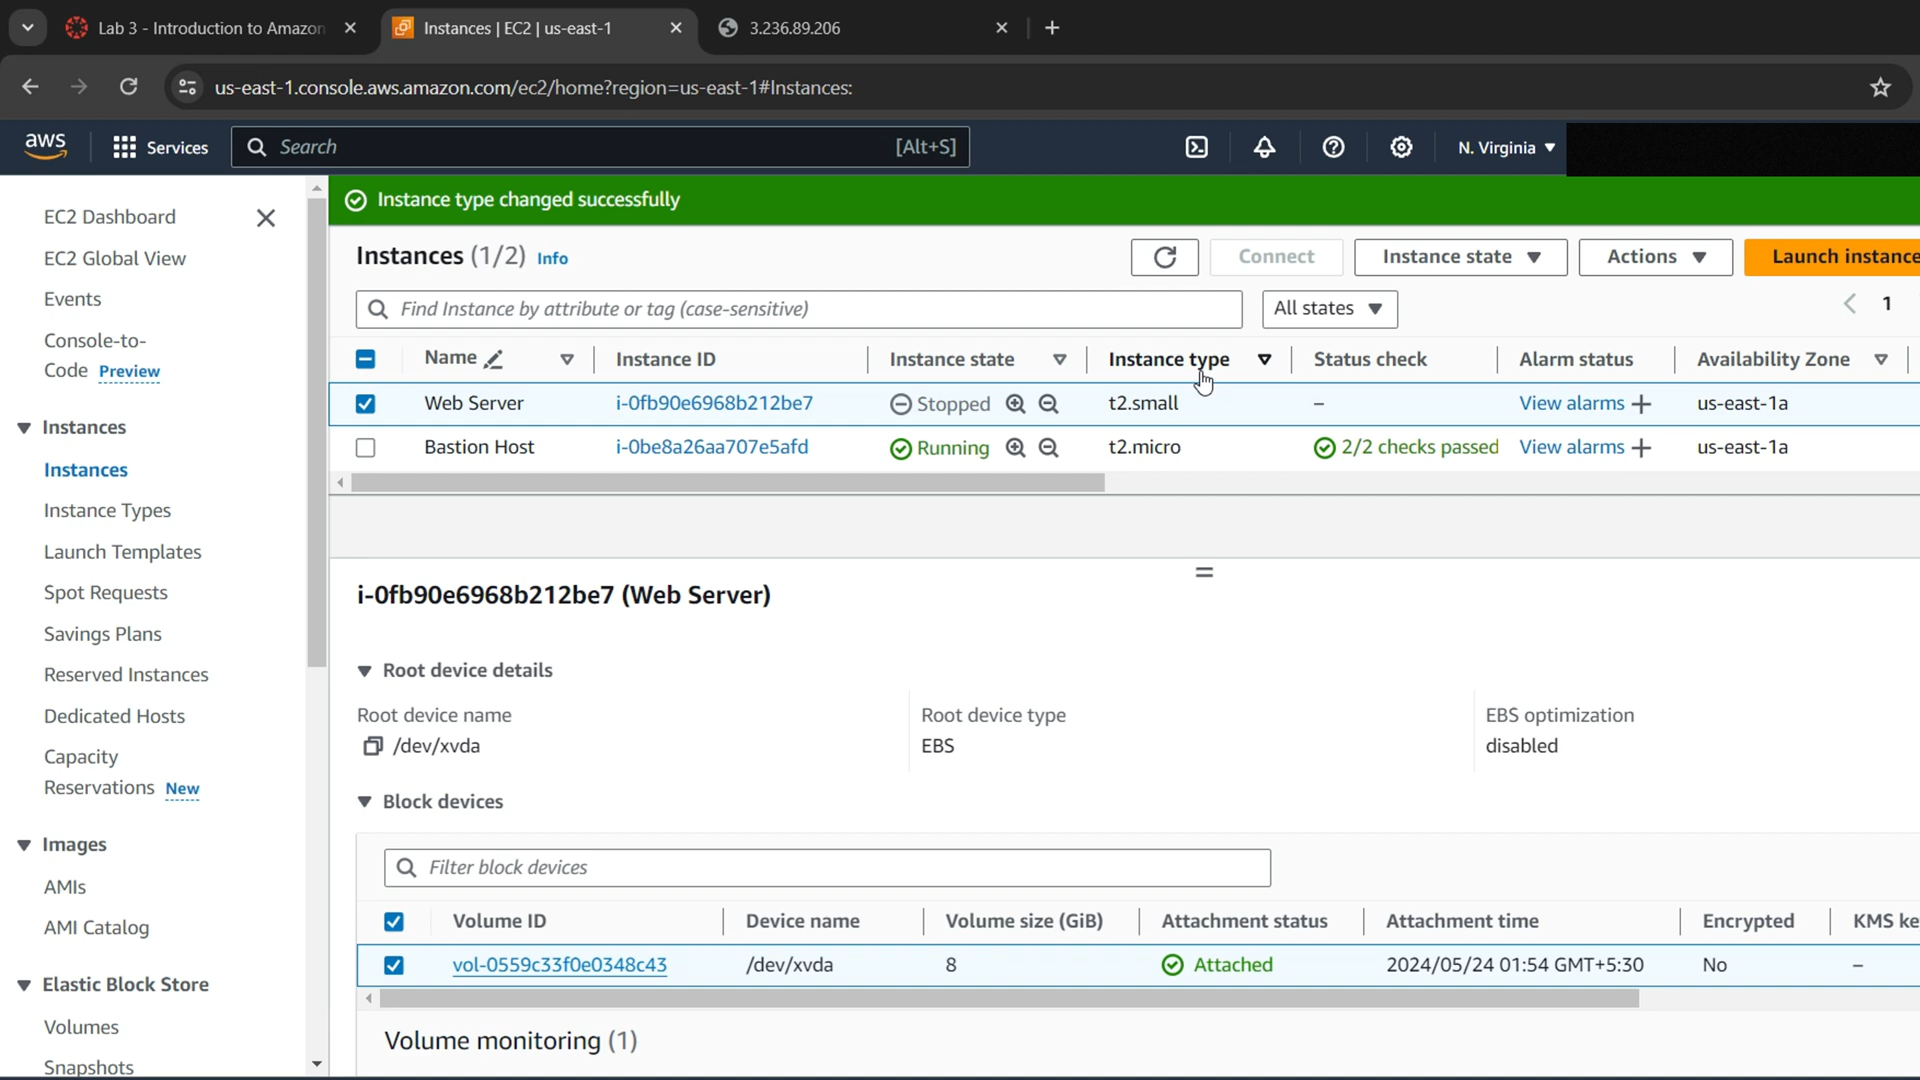 Lab 3 - Introduction to Amazon
Instances | EC2 | us-east-1
3.236.89.206
us-east-1.console.aws.amazon.com/ec2/home?region=us-east-1#Instances:
aws
Services
Search
[Alt+S]
N. Virginia
EC2 Dashboard
EC2 Global View
Events
Console-to-
Code Preview
Instances
Instances
Instance Types
Launch Templates
Spot Requests
Savings Plans
Reserved Instances
Dedicated Hosts
Capacity
Reservations New
Images
AMIs
AMI Catalog
Elastic Block Store
Volumes
Snapshots
Instance type changed successfully
Instances (1/2) Info
Connect
Instance state
Actions
Launch instance
Find Instance by attribute or tag (case-sensitive)
All states
1
Name Instance ID Instance state Instance type Status check Alarm status Availability Zone
Web Server i-0fb90e6968b212be7 Stopped t2.small – View alarms + us-east-1a
Bastion Host i-0be8a26aa707e5afd Running t2.micro 2/2 checks passed View alarms + us-east-1a
i-0fb90e6968b212be7 (Web Server)
Root device details
Root device name Root device type EBS optimization
/dev/xvda EBS disabled
Block devices
Filter block devices
Volume ID Device name Volume size (GiB) Attachment status Attachment time Encrypted KMS ke
vol-0559c33f0e0348c43 /dev/xvda 8 Attached 2024/05/24 01:54 GMT+5:30 No –
Volume monitoring (1)